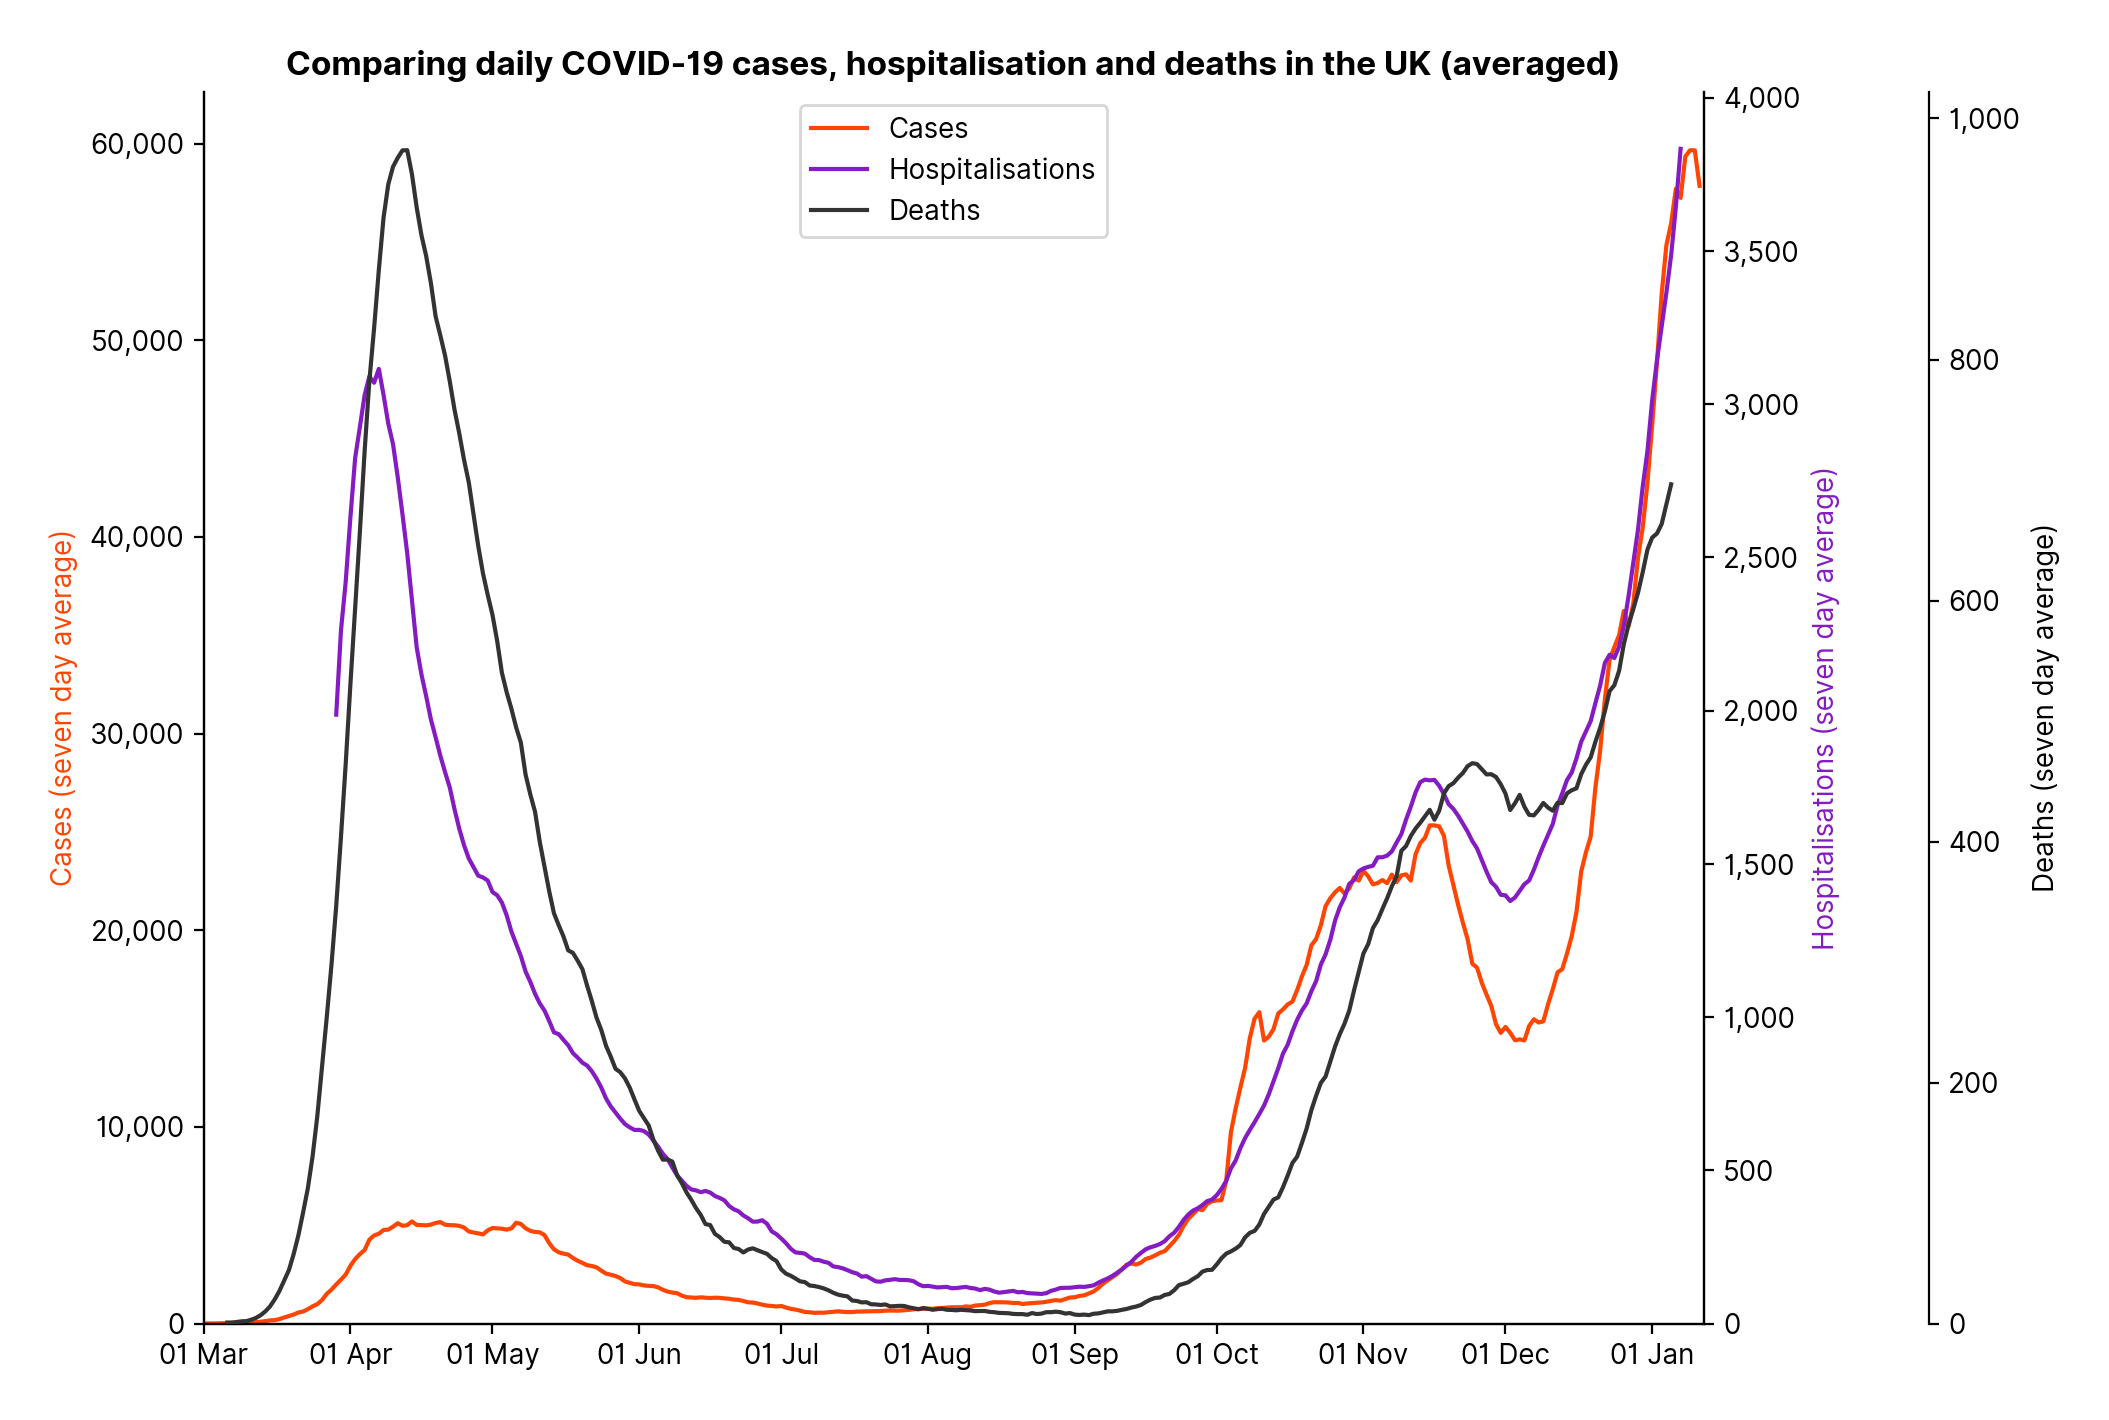 Comparing daily COVID-19 cases, hospitalisation and deaths in the UK (averaged)
Cases
Hospitalisations
Deaths
Cases (seven day average)
60,000
50,000
40,000
30,000
20,000
10,000
0
01 Mar
01 Apr
01 May
01 Jun
01 Jul
01 Aug
01 Sep
01 Oct
01 Nov
01 Dec
01 Jan
4,000
3,500
3,000
2,500
2,000
1,500
1,000
500
0
Hospitalisations (seven day average)
1,000
800
600
400
200
0
Deaths (seven day average)